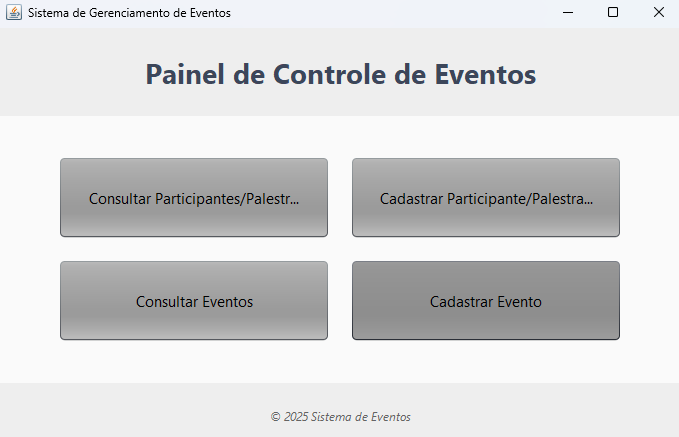 Sistema de Gerenciamento de Eventos
Painel de Controle de Eventos
Consultar Participantes/Palestr...
Cadastrar Participante/Palestra...
Consultar Eventos
Cadastrar Evento
© 2025 Sistema de Eventos